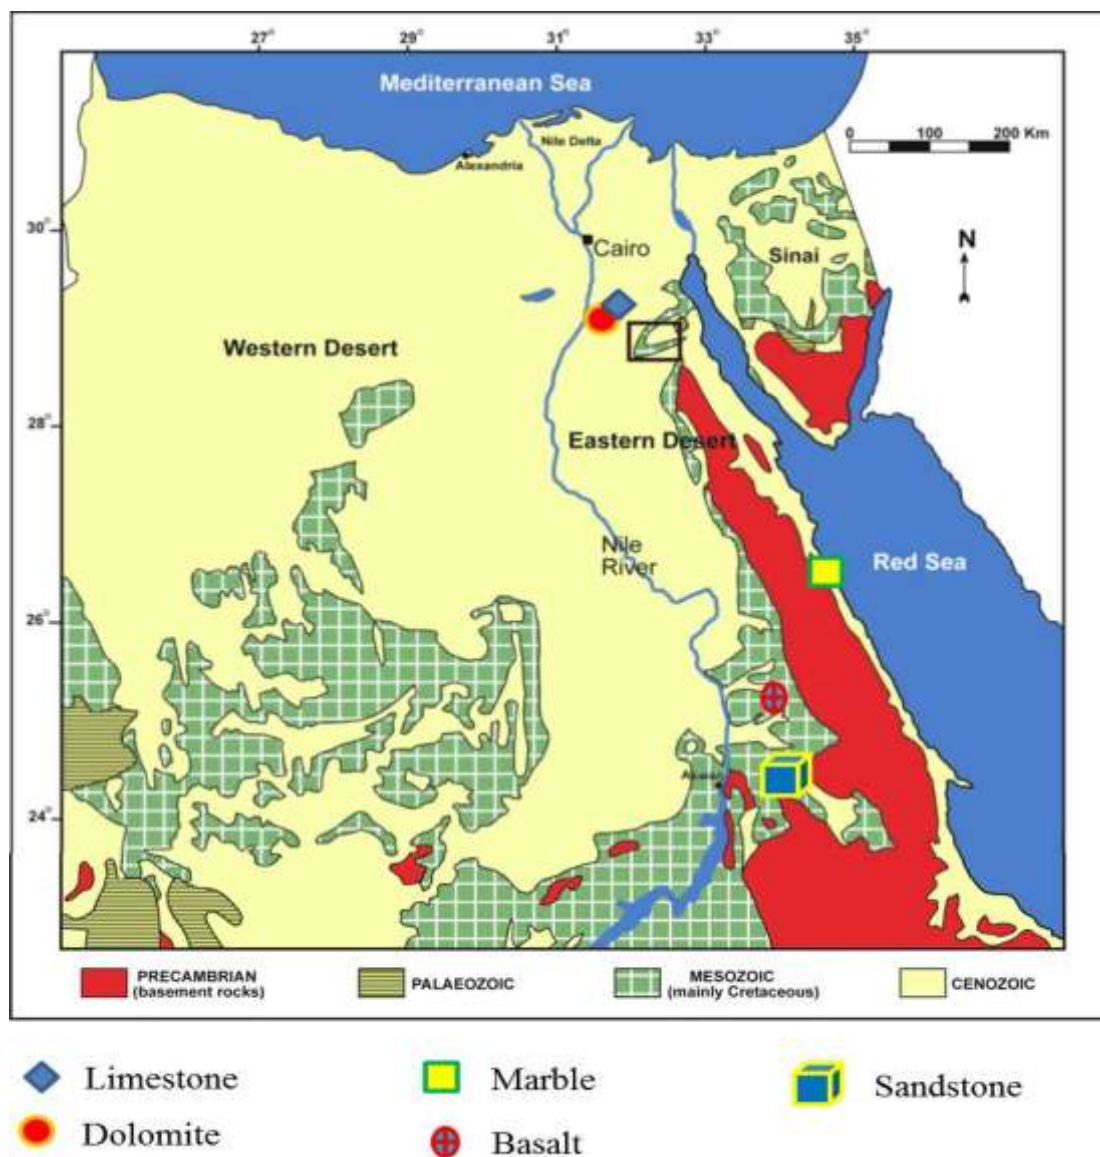 27°
29°
31°
33°
35°
Mediterranean Sea
0 100 200 Km
Nile Delta
Alexandria
30°
Cairo
Sinai
N
Western Desert
28°
Eastern Desert
Nile
River
Red Sea
26°
24°
PRECAMBRIAN
(basement rocks)
PALAEOZOIC
MESOZOIC
(mainly Cretaceous)
CENOZOIC
Limestone
Marble
Sandstone
Dolomite
Basalt